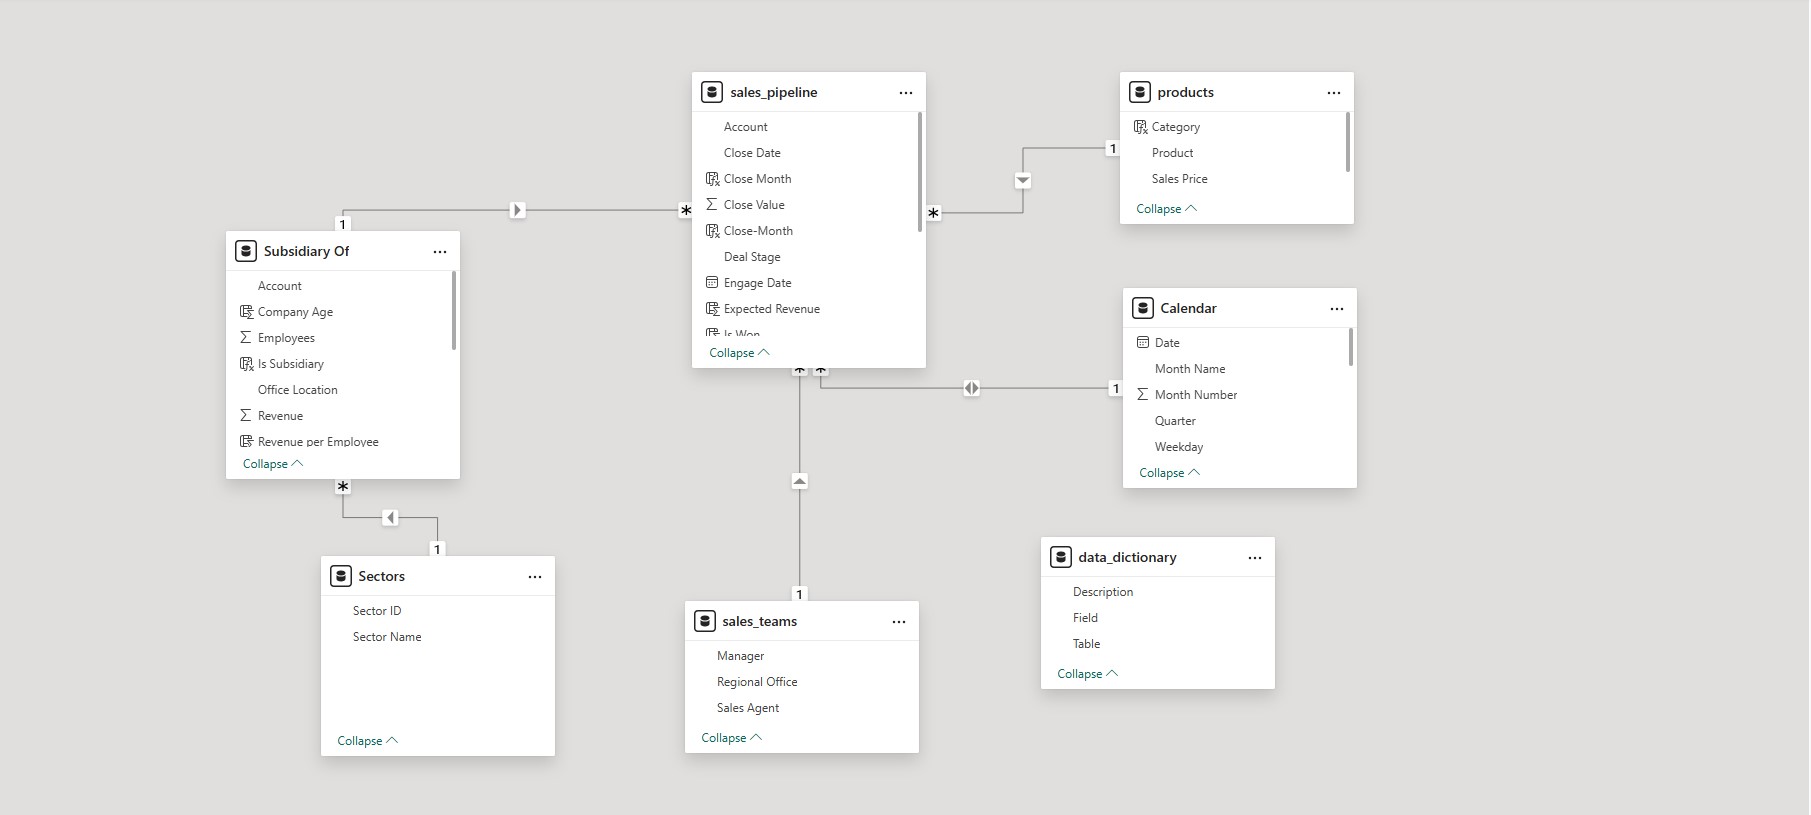 sales_pipeline
Account
Close Date
Close Month
Close Value
Close-Month
Deal Stage
Engage Date
Expected Revenue
Is Won
Collapse
products
Category
Product
Sales Price
Collapse
1
*
*
1
Subsidiary Of
Account
Company Age
Employees
Is Subsidiary
Office Location
Revenue
Revenue per Employee
Collapse
*
1
Calendar
Date
Month Name
Month Number
Quarter
Weekday
Collapse
* *
1
Sectors
Sector ID
Sector Name
Collapse
1
sales_teams
Manager
Regional Office
Sales Agent
Collapse
data_dictionary
Description
Field
Table
Collapse